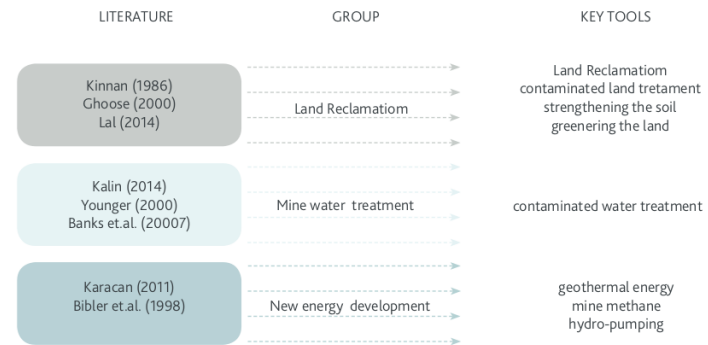 LITERATURE GROUP KEY TOOLS
Kinnan (1986)
Ghoose (2000)
Lal (2014)
Land Reclamatiom
Land Reclamatiom
contaminated land tretament
strengthening the soil
greenering the land
Kalin (2014)
Younger (2000)
Banks et.al. (20007)
Mine water treatment
contaminated water treatment
Karacan (2011)
Bibler et.al (1998)
New energy development
geothermal energy
mine methane
hydro-pumping